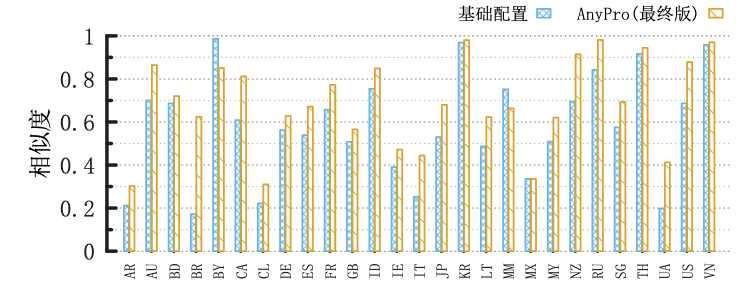 基础配置 AnyPro(最终版)
相似度
1
0.8
0.6
0.4
0.2
0
AR AU BD BR BY CA CL DE ES FR GB ID IE IT JP KR LT MM MX MY NZ RU SG TH UA US VN